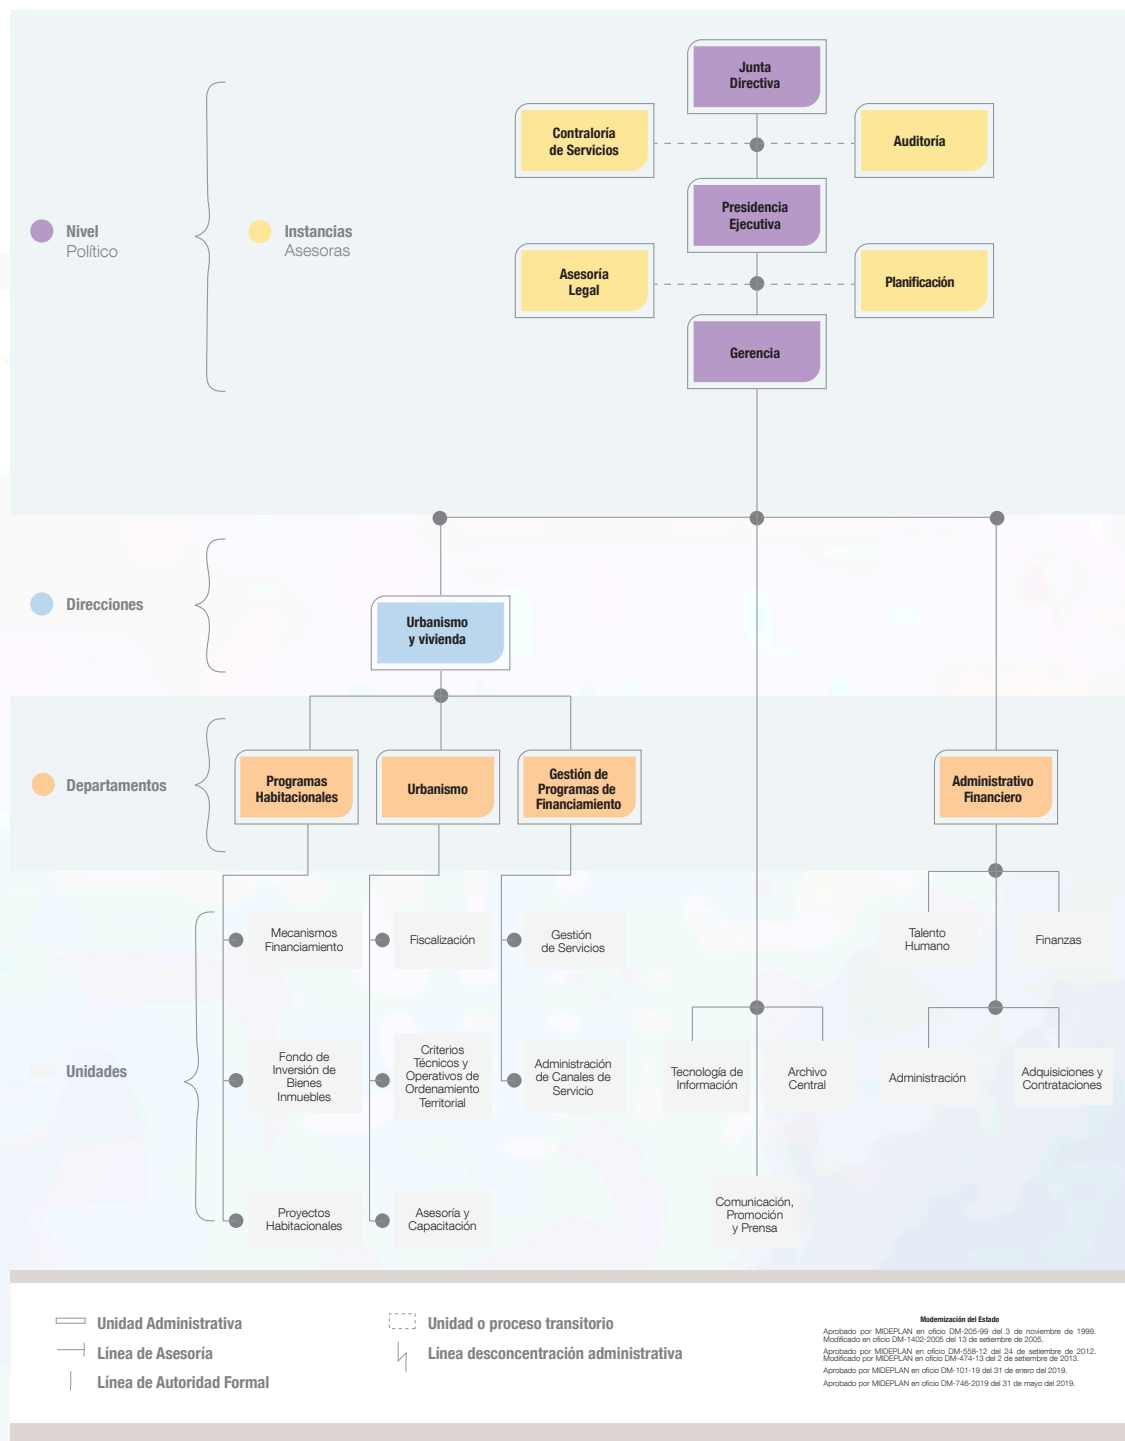 Junta
Directiva
Contraloría
de Servicios
Auditoría
Presidencia
Ejecutiva
Nivel
Político
Instancias
Asesoras
Asesoría
Legal
Planificación
Gerencia
Direcciones
Urbanismo
y vivienda
Departamentos
Programas
Habitacionales
Urbanismo
Gestión de
Programas de
Financiamiento
Administrativo
Financiero
Mecanismos
Financiamiento
Fiscalización
Gestión
de Servicios
Talento
Humano
Finanzas
Unidades
Fondo de
Inversión de
Bienes
Inmuebles
Criterios
Técnicos y
Operativos de
Ordenamiento
Territorial
Administración
de Canales de
Servicio
Tecnología de
Información
Archivo
Central
Administración
Adquisiciones y
Contrataciones
Proyectos
Habitacionales
Asesoría y
Capacitación
Comunicación,
Promoción
y Prensa
Unidad Administrativa
Línea de Asesoría
Línea de Autoridad Formal
Unidad o proceso transitorio
Línea desconcentración administrativa
Modernización del Estado
Aprobado por MIDEPLAN en oficio DM-205-99 del 3 de noviembre de 1999.
Modificado en oficio DM-1402-2005 del 13 de setiembre de 2005.
Aprobado por MIDEPLAN en oficio DM-558-12 del 24 de setiembre de 2012.
Modificado por MIDEPLAN en oficio DM-474-13 del 2 de setiembre de 2013.
Aprobado por MIDEPLAN en oficio DM-101-19 del 31 de enero del 2019.
Aprobado por MIDEPLAN en oficio DM-746-2019 del 31 de mayo del 2019.